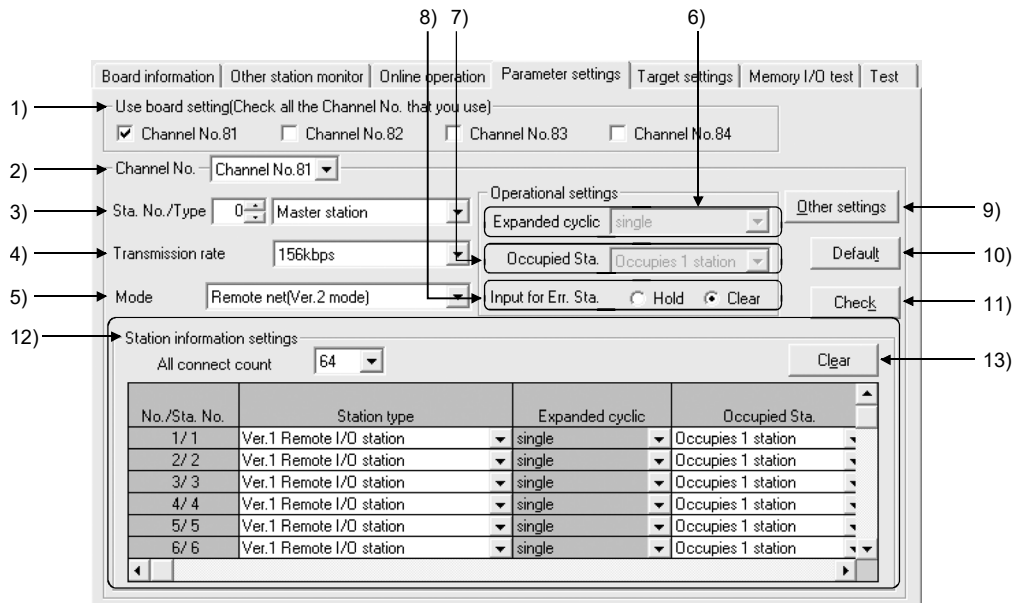 8) 7) 6)
Board information Other station monitor Online operation Parameter settings Target settings Memory I/O test Test
1) Use board setting(Check all the Channel No. that you use)
Channel No.81 Channel No.82 Channel No.83 Channel No.84
2) Channel No. Channel No.81
Operational settings
3) Sta. No./Type 0 Master station Expanded cyclic single Other settings 9)
4) Transmission rate 156kbps Occupied Sta. Occupies 1 station Default 10)
5) Mode Remote net(Ver.2 mode) Input for Err. Sta. Hold Clear Check 11)
12) Station information settings
All connect count 64 Clear 13)
No./Sta. No. Station type Expanded cyclic Occupied Sta.
1/ 1 Ver.1 Remote I/O station single Occupies 1 station
2/ 2 Ver.1 Remote I/O station single Occupies 1 station
3/ 3 Ver.1 Remote I/O station single Occupies 1 station
4/ 4 Ver.1 Remote I/O station single Occupies 1 station
5/ 5 Ver.1 Remote I/O station single Occupies 1 station
6/ 6 Ver.1 Remote I/O station single Occupies 1 station